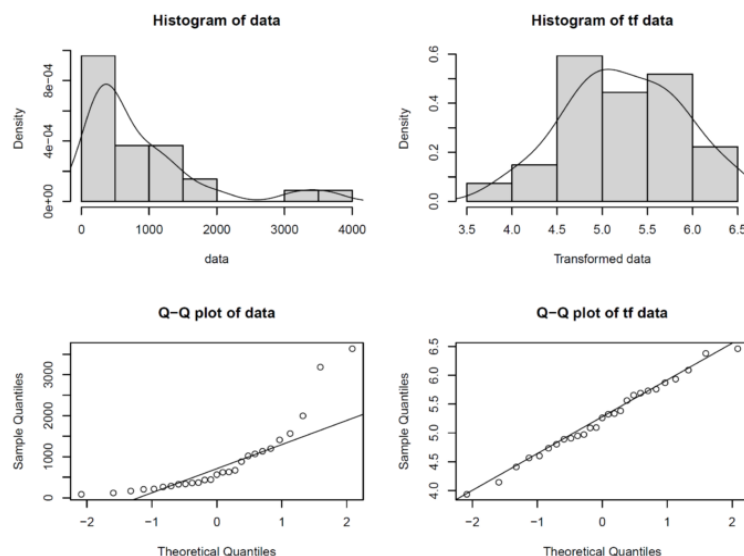 Histogram of data
Density
0e+00 4e−04 8e−04
0 1000 2000 3000 4000
data
Histogram of tf data
Density
0.0 0.2 0.4 0.6
3.5 4.0 4.5 5.0 5.5 6.0 6.5
Transformed data
Q−Q plot of data
Sample Quantiles
0 1000 2000 3000
−2 −1 0 1 2
Theoretical Quantiles
Q−Q plot of tf data
Sample Quantiles
4.0 4.5 5.0 5.5 6.0 6.5
−2 −1 0 1 2
Theoretical Quantiles